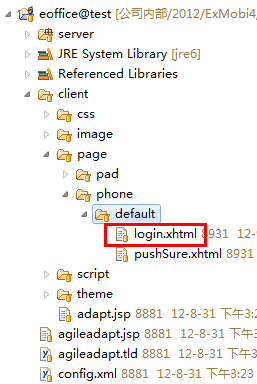 eoffice@test [公司内部/2012/ExMobi4/
server
JRE System Library [jre6]
Referenced Libraries
client
css
image
page
pad
phone
default
login.xhtml 8931 12-9
pushSure.xhtml 8931
script
theme
adapt.jsp 8881 12-8-31 下午3:2
agileadapt.jsp 8881 12-8-31 下午3
agileadapt.tld 8881 12-8-31 下午3:
config.xml 8881 12-8-31 下午3:23